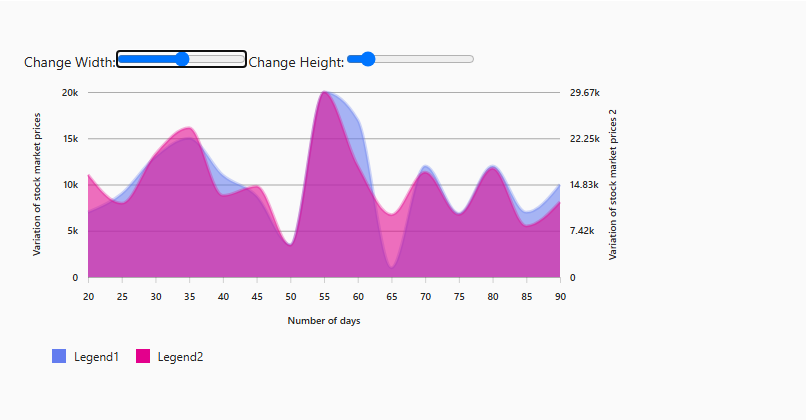 Change Width: Change Height:
Variation of stock market prices
20k
15k
10k
5k
0
29.67k
22.25k
14.83k
7.42k
0
Variation of stock market prices 2
20 25 30 35 40 45 50 55 60 65 70 75 80 85 90
Number of days
Legend1 Legend2